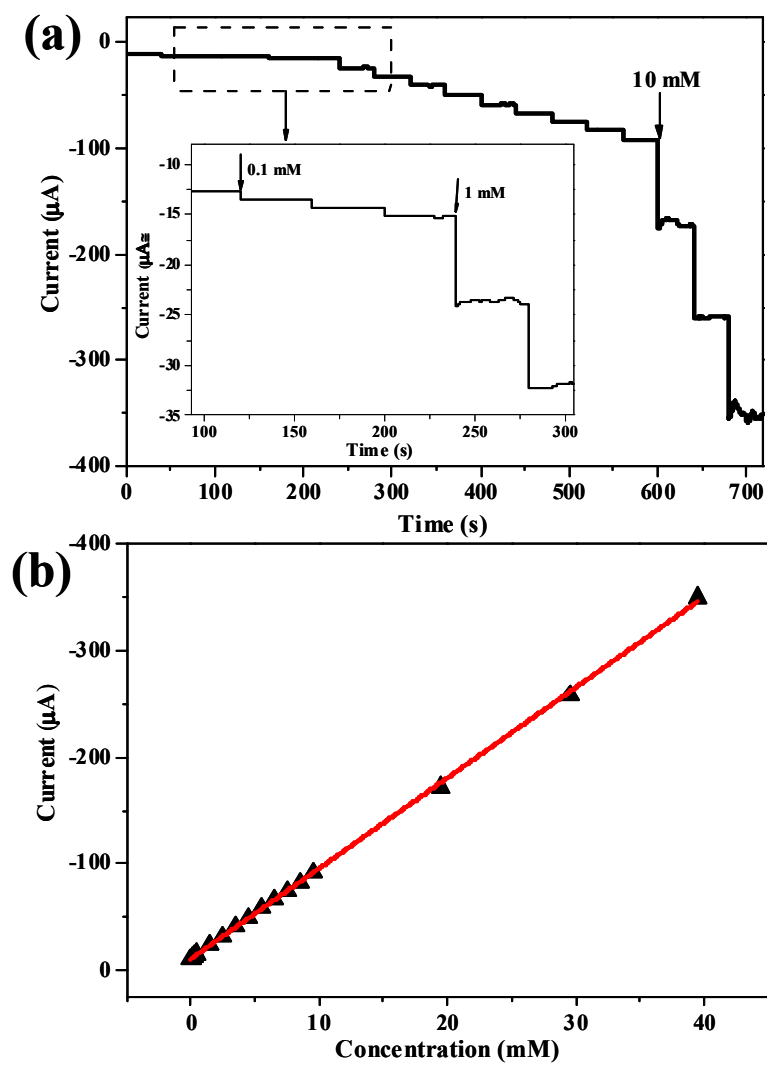 (a)
0
-100
-200
-300
-400
Current (µA)
10 mM
-10
-15
-20
-25
-30
-35
Current (µA≅
0.1 mM
1 mM
100 150 200 250 300
Time (s)
0 100 200 300 400 500 600 700
Time (s)
(b)
-400
-300
-200
-100
0
Current (µA)
0 10 20 30 40
Concentration (mM)